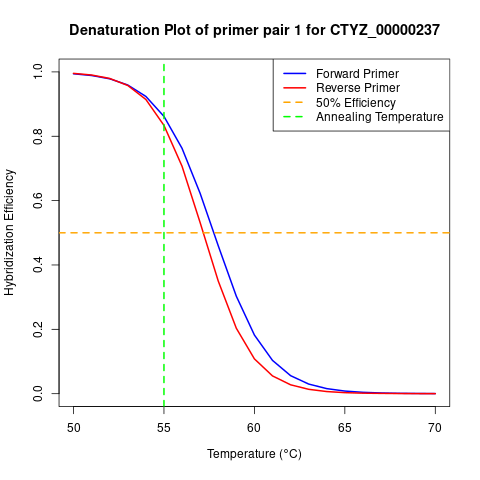 Denaturation Plot of primer pair 1 for CTYZ_00000237
Forward Primer
Reverse Primer
50% Efficiency
Annealing Temperature
Hybridization Efficiency
1.0
0.8
0.6
0.4
0.2
0.0
50 55 60 65 70
Temperature (°C)